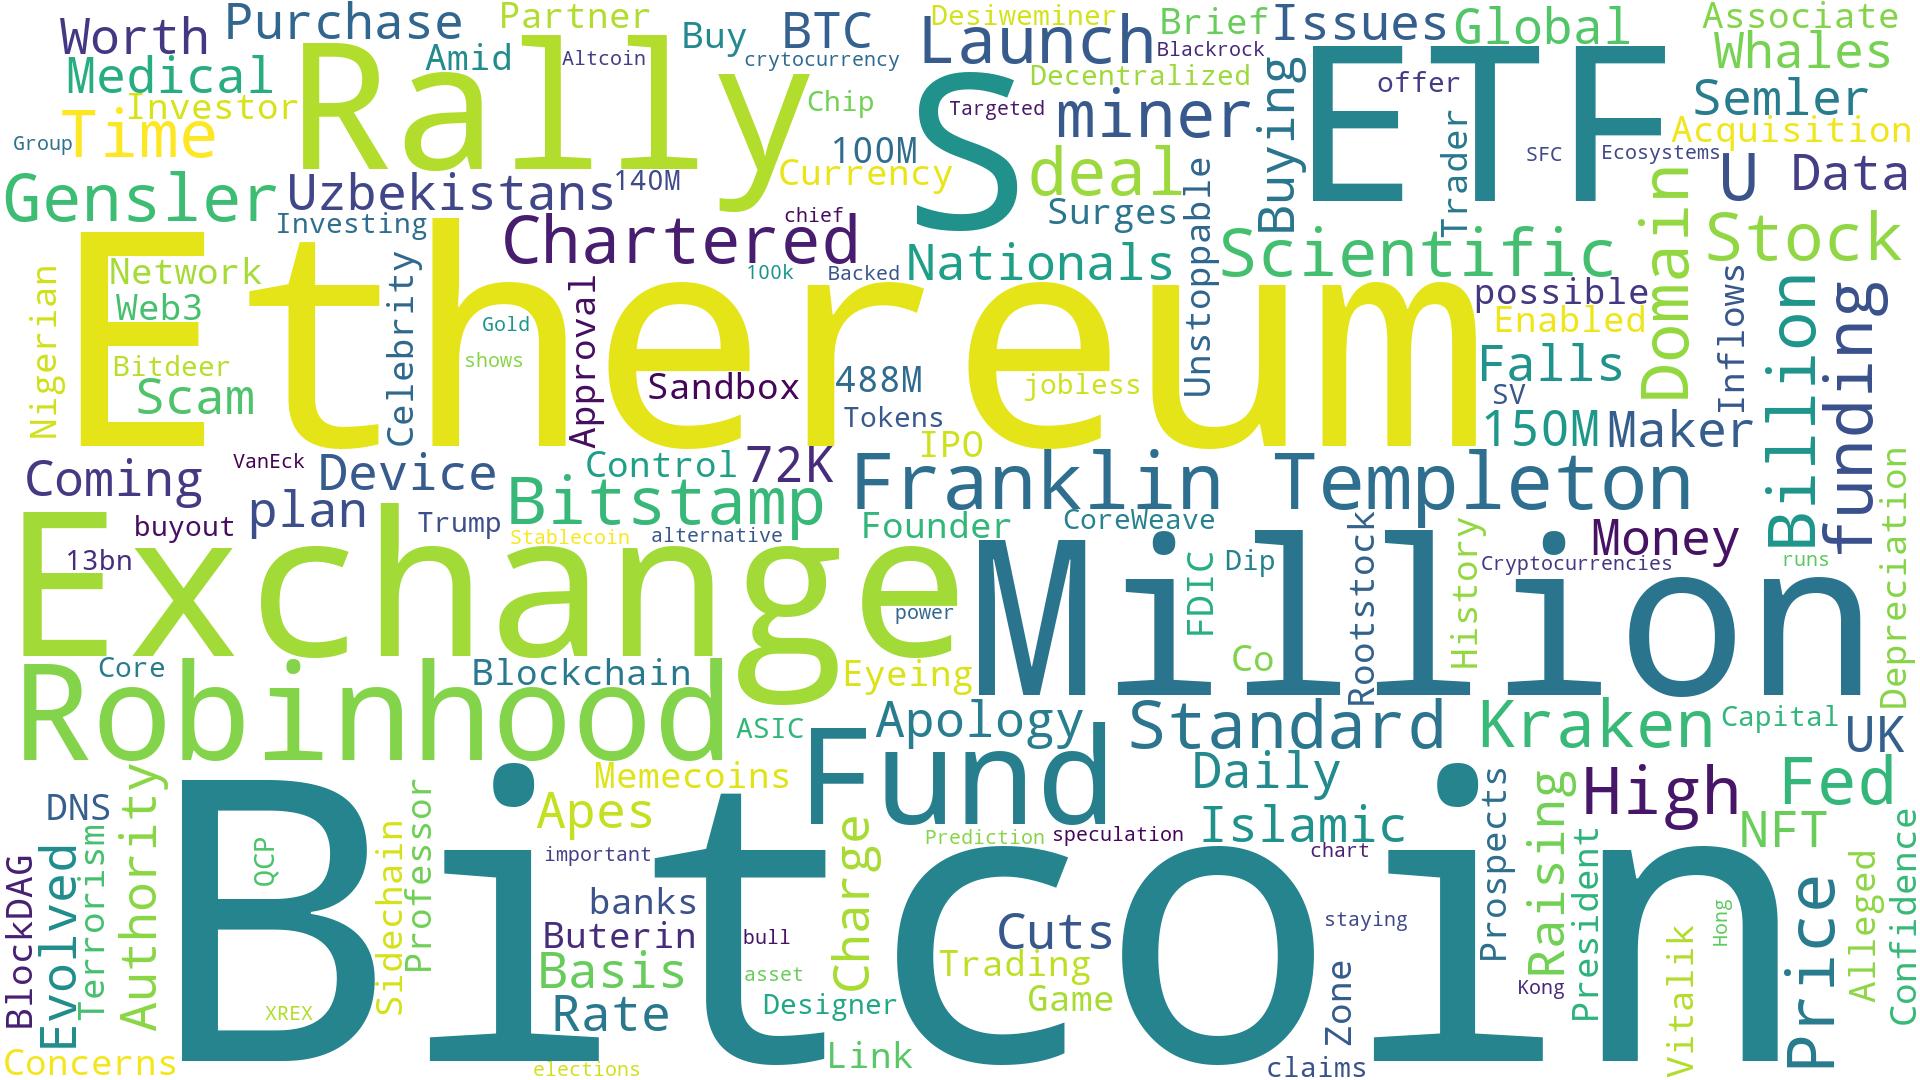 Worth
Purchase
Partner
Buy
BTC
Desiweminer
Launch
Brief
Issues
Global
Associate
Whales
Medical
Amid
Altcoin
crytocurrency
Blackrock
Rally
S
ETF
Decentralized
Buying
offer
Semler
Investor
Time
Chip
Targeted
miner
Trader
Acquisition
Group
100M
Currency
deal
Unstoppable
SFC
Ecosystems
U
Data
Gensler
Uzbekistans
140M
Investing
Chartered
chief
Surges
Domain
Stock
Nigerian
Network
Web3
Celebrity
Approval
100k
Backed
Nationals
Scientific
possible
Enabled
Inflows
Billion
funding
Ethereum
Gold
shows
Bitdeer
Scam
Sandbox
488M
jobless
Falls
SV
Tokens
IPO
150M
Maker
Coming
VanEck
Device
Control
72K
Franklin Templeton
Depreciation
buyout
plan
Trump
Bitstamp
Stablecoin
alternative
Founder
CoreWeave
Rootstock
History
Money
13bn
Exchange
Million
FDIC
Dip
Cryptocurrencies
runs
power
Co
Core
Robinhood
Blockchain
Eyeing
ASIC
Apology
Standard
Kraken
Capital
UK
Fund
DNS
Authority
Professor
Memecoins
Apes
Daily
Islamic
Prospects
Raising
High
Fed
NFT
BlockDAG
Evolved
Terrorism
QCP
Sidechain
important
Charge
Prediction
speculation
chart
President
Price
Alleged
Confidence
Bitcoin
banks
Buterin
bull
Cuts
staying
Hong
Basis
asset
Trading
Kong
Vitalik
XREX
Rate
Designer
Game
Zone
Concerns
elections
Link
claims